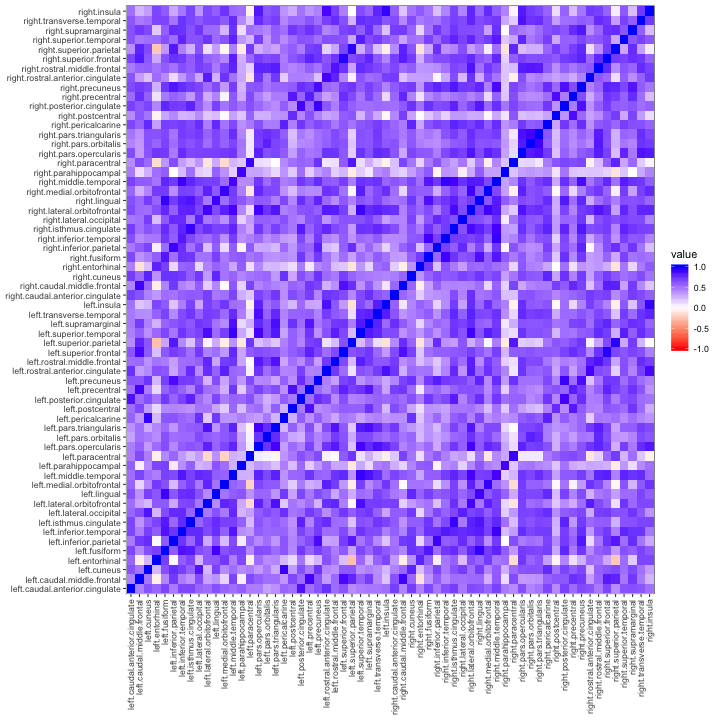 right.insula
right.transverse.temporal
right.supramarginal
right.superior.temporal
right.superior.parietal
right.superior.frontal
right.rostral.middle.frontal
right.rostral.anterior.cingulate
right.precuneus
right.precentral
right.posterior.cingulate
right.postcentral
right.pericalcarine
right.pars.triangularis
right.pars.orbitalis
right.pars.opercularis
right.paracentral
right.parahippocampal
right.middle.temporal
right.medial.orbitofrontal
right.lingual
right.lateral.orbitofrontal
right.lateral.occipital
right.isthmus.cingulate
right.inferior.temporal
right.inferior.parietal
right.fusiform
right.entorhinal
right.cuneus
right.caudal.middle.frontal
right.caudal.anterior.cingulate
left.insula
left.transverse.temporal
left.supramarginal
left.superior.temporal
left.superior.parietal
left.superior.frontal
left.rostral.middle.frontal
left.rostral.anterior.cingulate
left.precuneus
left.precentral
left.posterior.cingulate
left.postcentral
left.pericalcarine
left.pars.triangularis
left.pars.orbitalis
left.pars.opercularis
left.paracentral
left.parahippocampal
left.middle.temporal
left.medial.orbitofrontal
left.lingual
left.lateral.orbitofrontal
left.lateral.occipital
left.isthmus.cingulate
left.inferior.temporal
left.inferior.parietal
left.fusiform
left.entorhinal
left.cuneus
left.caudal.middle.frontal
left.caudal.anterior.cingulate
left.caudal.anterior.cingulate
left.caudal.middle.frontal
left.cuneus
left.entorhinal
left.fusiform
left.inferior.parietal
left.inferior.temporal
left.isthmus.cingulate
left.lateral.occipital
left.lateral.orbitofrontal
left.lingual
left.medial.orbitofrontal
left.middle.temporal
left.parahippocampal
left.paracentral
left.pars.opercularis
left.pars.orbitalis
left.pars.triangularis
left.pericalcarine
left.postcentral
left.posterior.cingulate
left.precentral
left.precuneus
left.rostral.anterior.cingulate
left.rostral.middle.frontal
left.superior.frontal
left.superior.parietal
left.superior.temporal
left.supramarginal
left.transverse.temporal
left.insula
right.caudal.anterior.cingulate
right.caudal.middle.frontal
right.cuneus
right.entorhinal
right.fusiform
right.inferior.parietal
right.inferior.temporal
right.isthmus.cingulate
right.lateral.occipital
right.lateral.orbitofrontal
right.lingual
right.medial.orbitofrontal
right.middle.temporal
right.parahippocampal
right.paracentral
right.pars.opercularis
right.pars.orbitalis
right.pars.triangularis
right.pericalcarine
right.postcentral
right.posterior.cingulate
right.precentral
right.precuneus
right.rostral.anterior.cingulate
right.rostral.middle.frontal
right.superior.frontal
right.superior.parietal
right.superior.temporal
right.supramarginal
right.transverse.temporal
right.insula
value
1.0
0.5
0.0
-0.5
-1.0